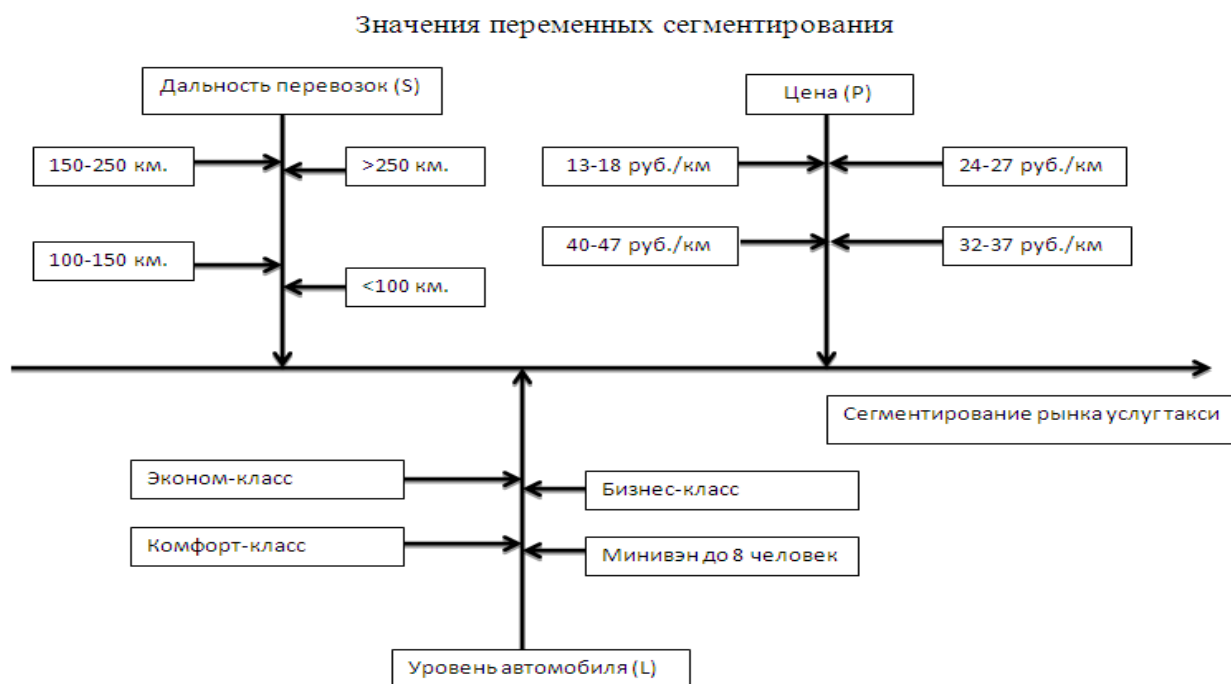 Значения переменных сегментирования
Дальность перевозок (S)
Цена (P)
150-250 км.
>250 км.
13-18 руб./км
24-27 руб./км
100-150 км.
<100 км.
40-47 руб./км
32-37 руб./км
Сегментирование рынка услуг такси
Эконом-класс
Бизнес-класс
Комфорт-класс
Минивэн до 8 человек
Уровень автомобиля (L)